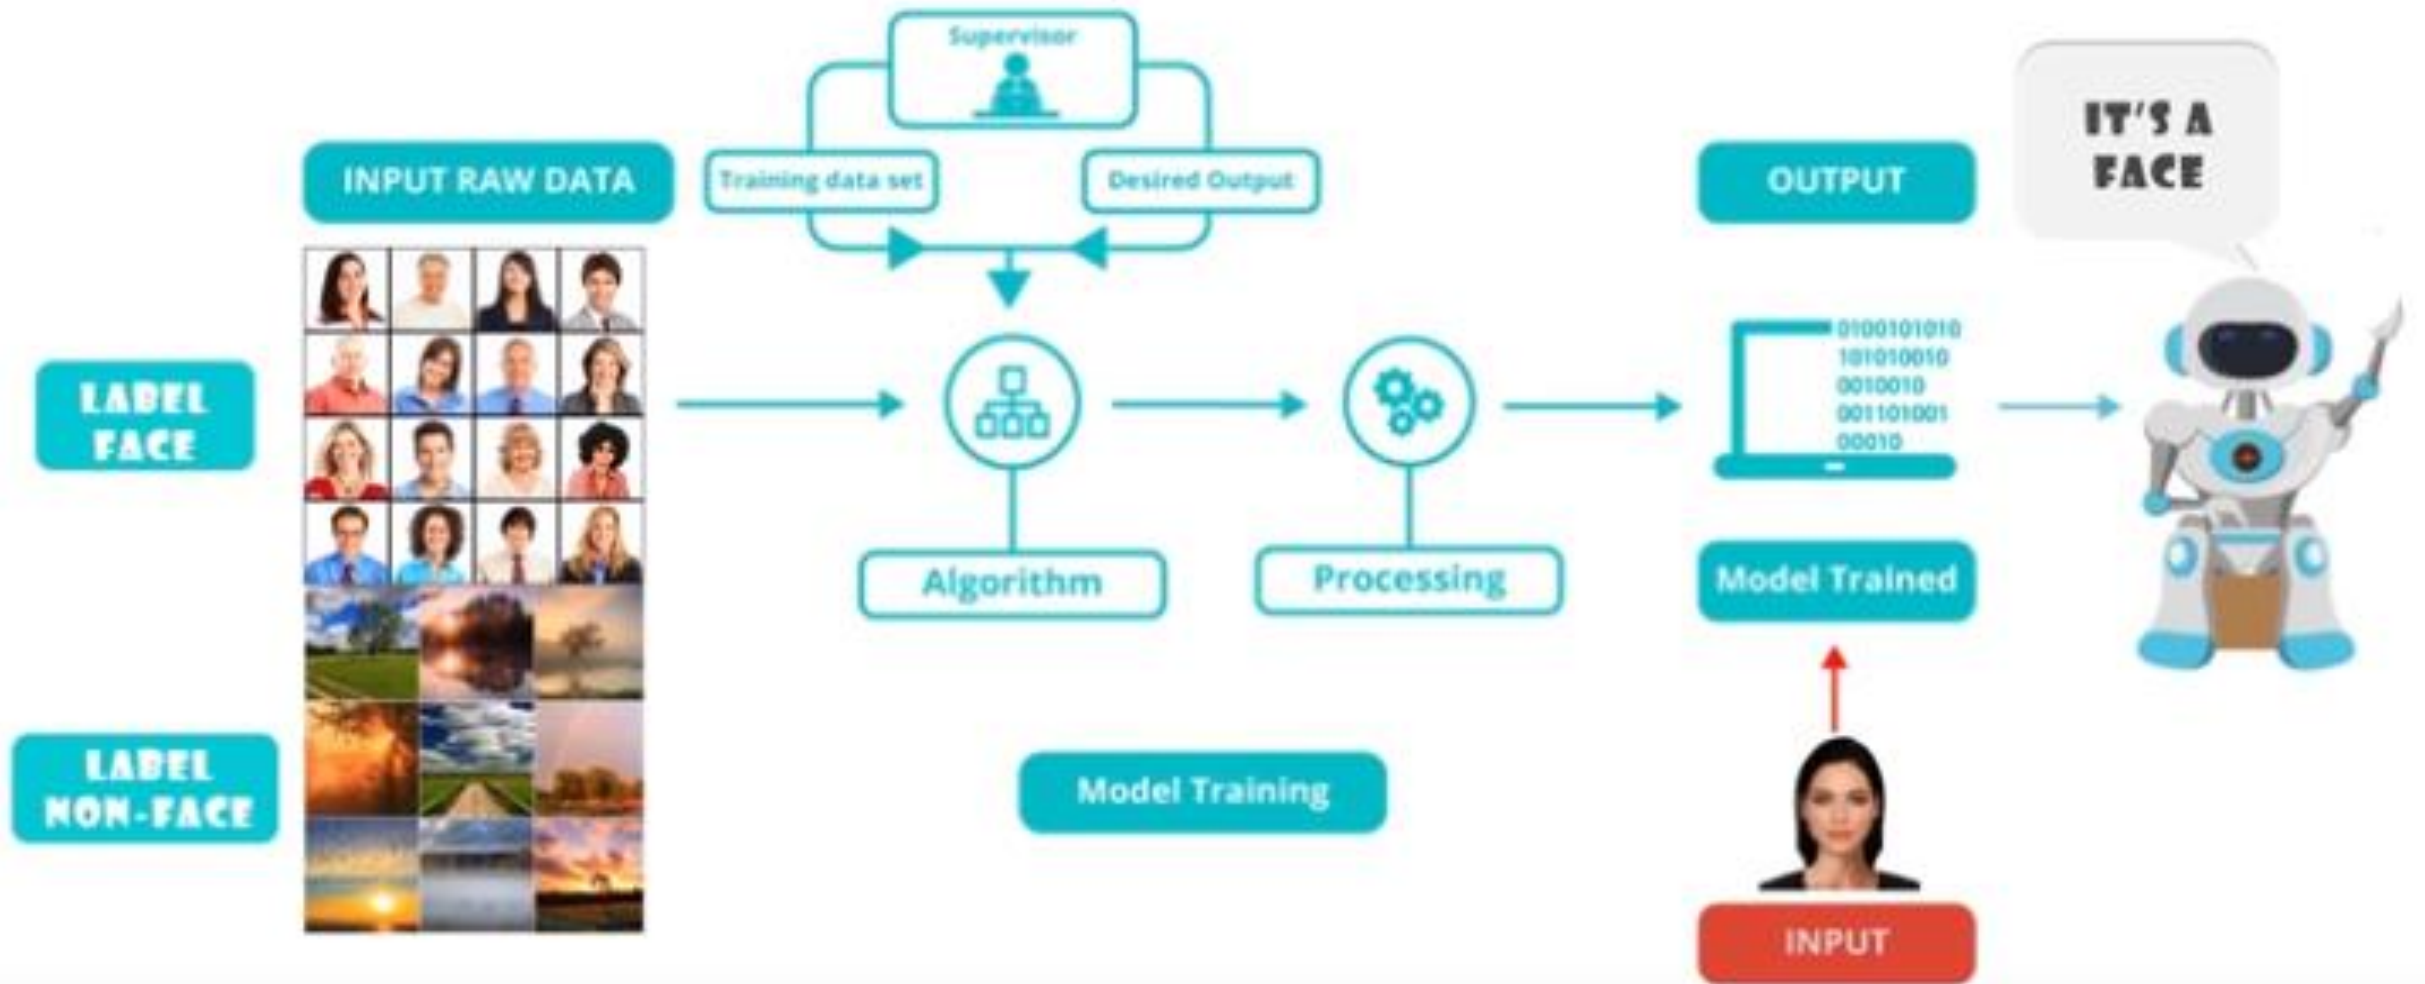 Supervisor
INPUT RAW DATA
Training data set
Desired Output
OUTPUT
IT'S A
FACE
0100101010
101010010
0010010
001101001
00010
LABEL
FACE
Algorithm
Processing
Model Trained
LABEL
NON-FACE
Model Training
INPUT